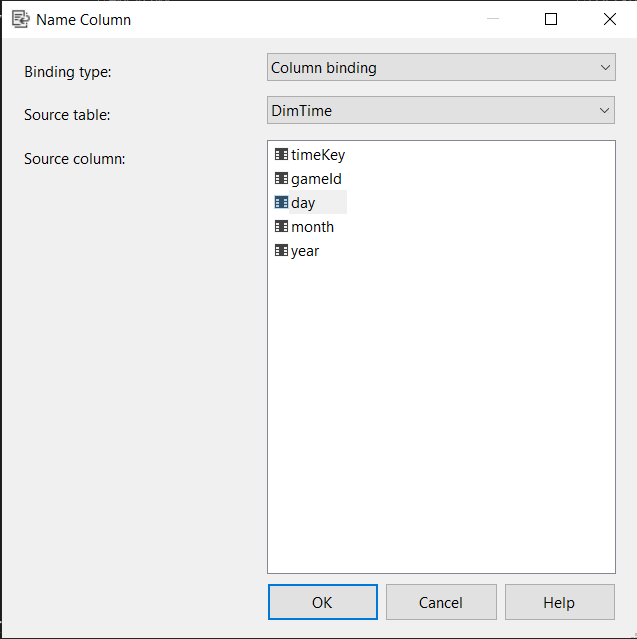 Name Column
Binding type:
Column binding
Source table:
DimTime
Source column:
timeKey
gameId
day
month
year
OK
Cancel
Help